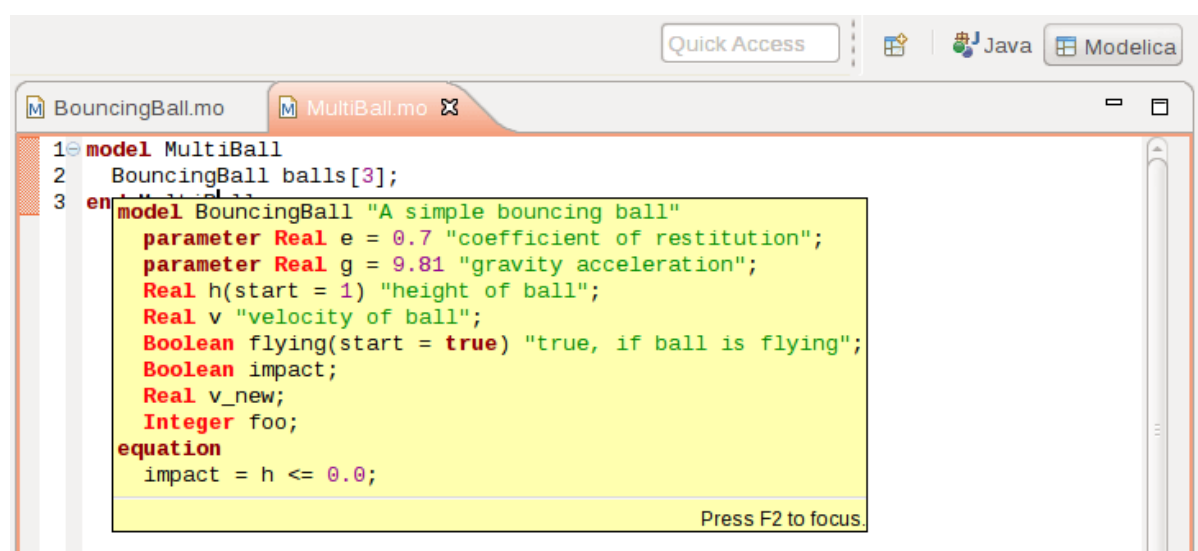 Quick Access
Java
Modelica
BouncingBall.mo
MultiBall.mo
1 model MultiBall
2 BouncingBall balls[3];
3 en
model BouncingBall "A simple bouncing ball"
parameter Real e = 0.7 "coefficient of restitution";
parameter Real g = 9.81 "gravity acceleration";
Real h(start = 1) "height of ball";
Real v "velocity of ball";
Boolean flying(start = true) "true, if ball is flying";
Boolean impact;
Real v_new;
Integer foo;
equation
impact = h <= 0.0;
Press F2 to focus.